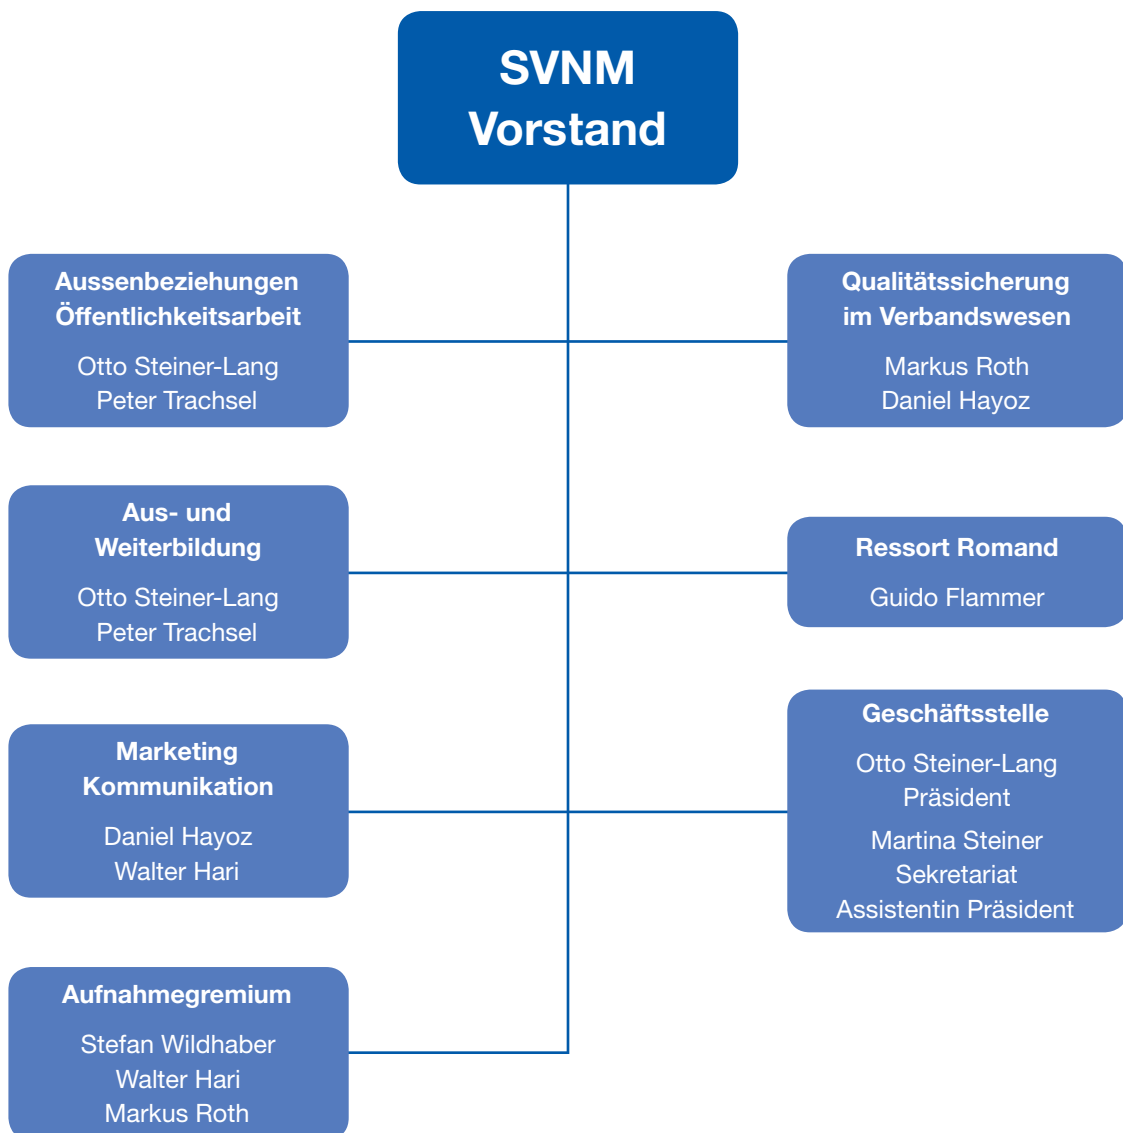 SVNM
Vorstand
Aussenbeziehungen
Öffentlichkeitsarbeit
Otto Steiner-Lang
Peter Trachsel
Qualitätssicherung
im Verbandswesen
Markus Roth
Daniel Hayoz
Aus- und
Weiterbildung
Otto Steiner-Lang
Peter Trachsel
Ressort Romand
Guido Flammer
Marketing
Kommunikation
Daniel Hayoz
Walter Hari
Geschäftsstelle
Otto Steiner-Lang
Präsident
Martina Steiner
Sekretariat
Assistentin Präsident
Aufnahmegremium
Stefan Wildhaber
Walter Hari
Markus Roth